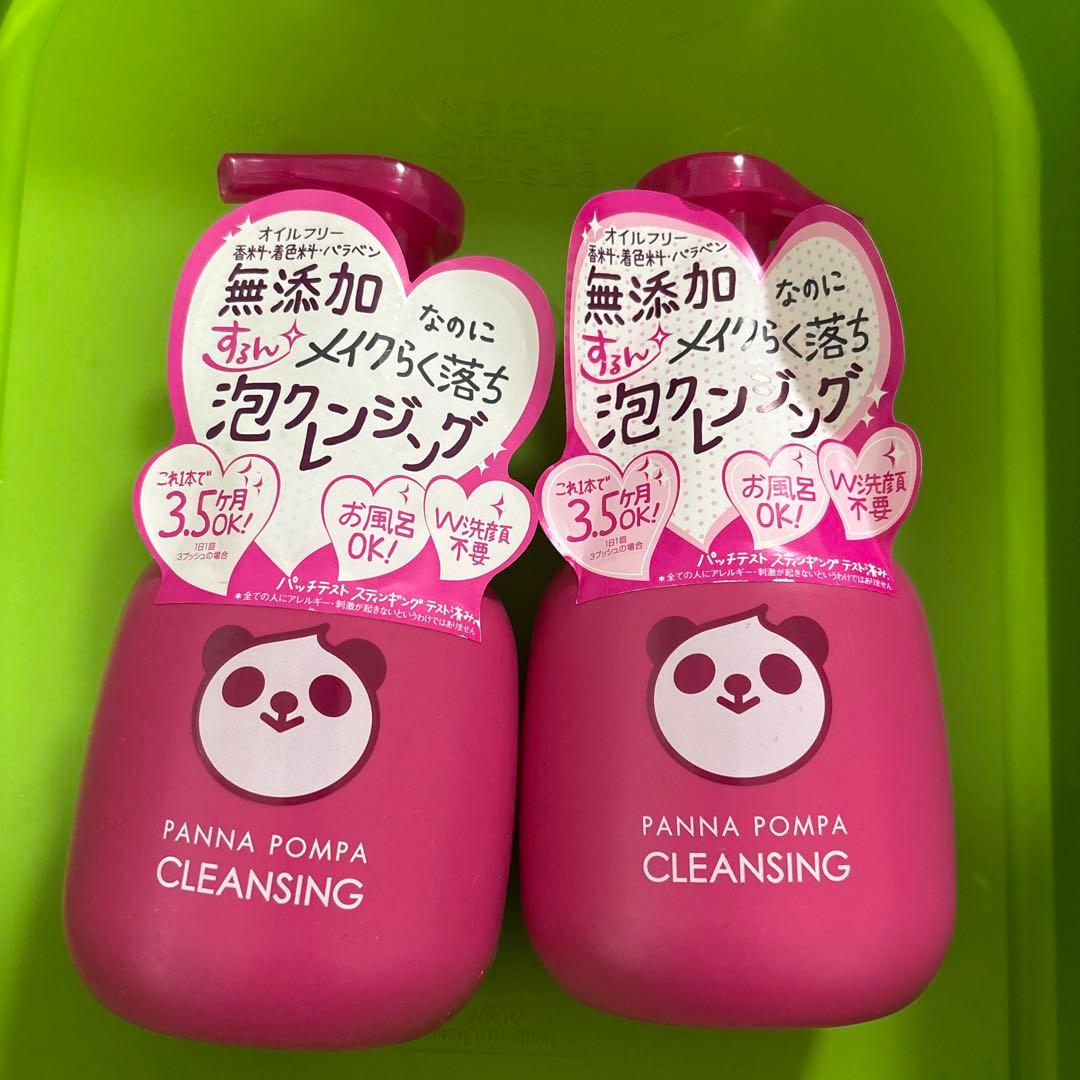 オイルフリー
香料・着色料・パラベン
無添加
なのに
するん
メイクらく落ち
泡クレンジング
これ1本で
3.5ヶ月
OK!
1日1回
3プッシュの場合
お風呂
OK!
W洗顔
不要
パッチテスト スティンギング テスト済み
*全ての人にアレルギー・刺激が起きないというわけではありません
PANNA POMPA
CLEANSING
オイルフリー
香料・着色料・パラベン
無添加
なのに
するん
メイクらく落ち
泡クレンジング
これ1本で
3.5ヶ月
OK!
1日1回
3プッシュの場合
お風呂
OK!
W洗顔
不要
パッチテスト スティンギング テスト済み
*全ての人にアレルギー・刺激が起きないというわけではありません
PANNA POMPA
CLEANSING